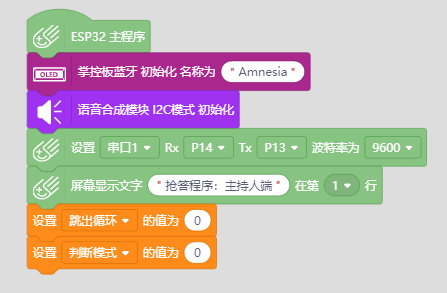 ESP32 主程序
OLED 掌控板蓝牙 初始化 名称为 " Amnesia "
语音合成模块 I2C模式 初始化
设置 串口1 Rx P14 Tx P13 波特率为 9600
屏幕显示文字 " 抢答程序：主持人端 " 在第 1 行
设置 跳出循环 的值为 0
设置 判断模式 的值为 0